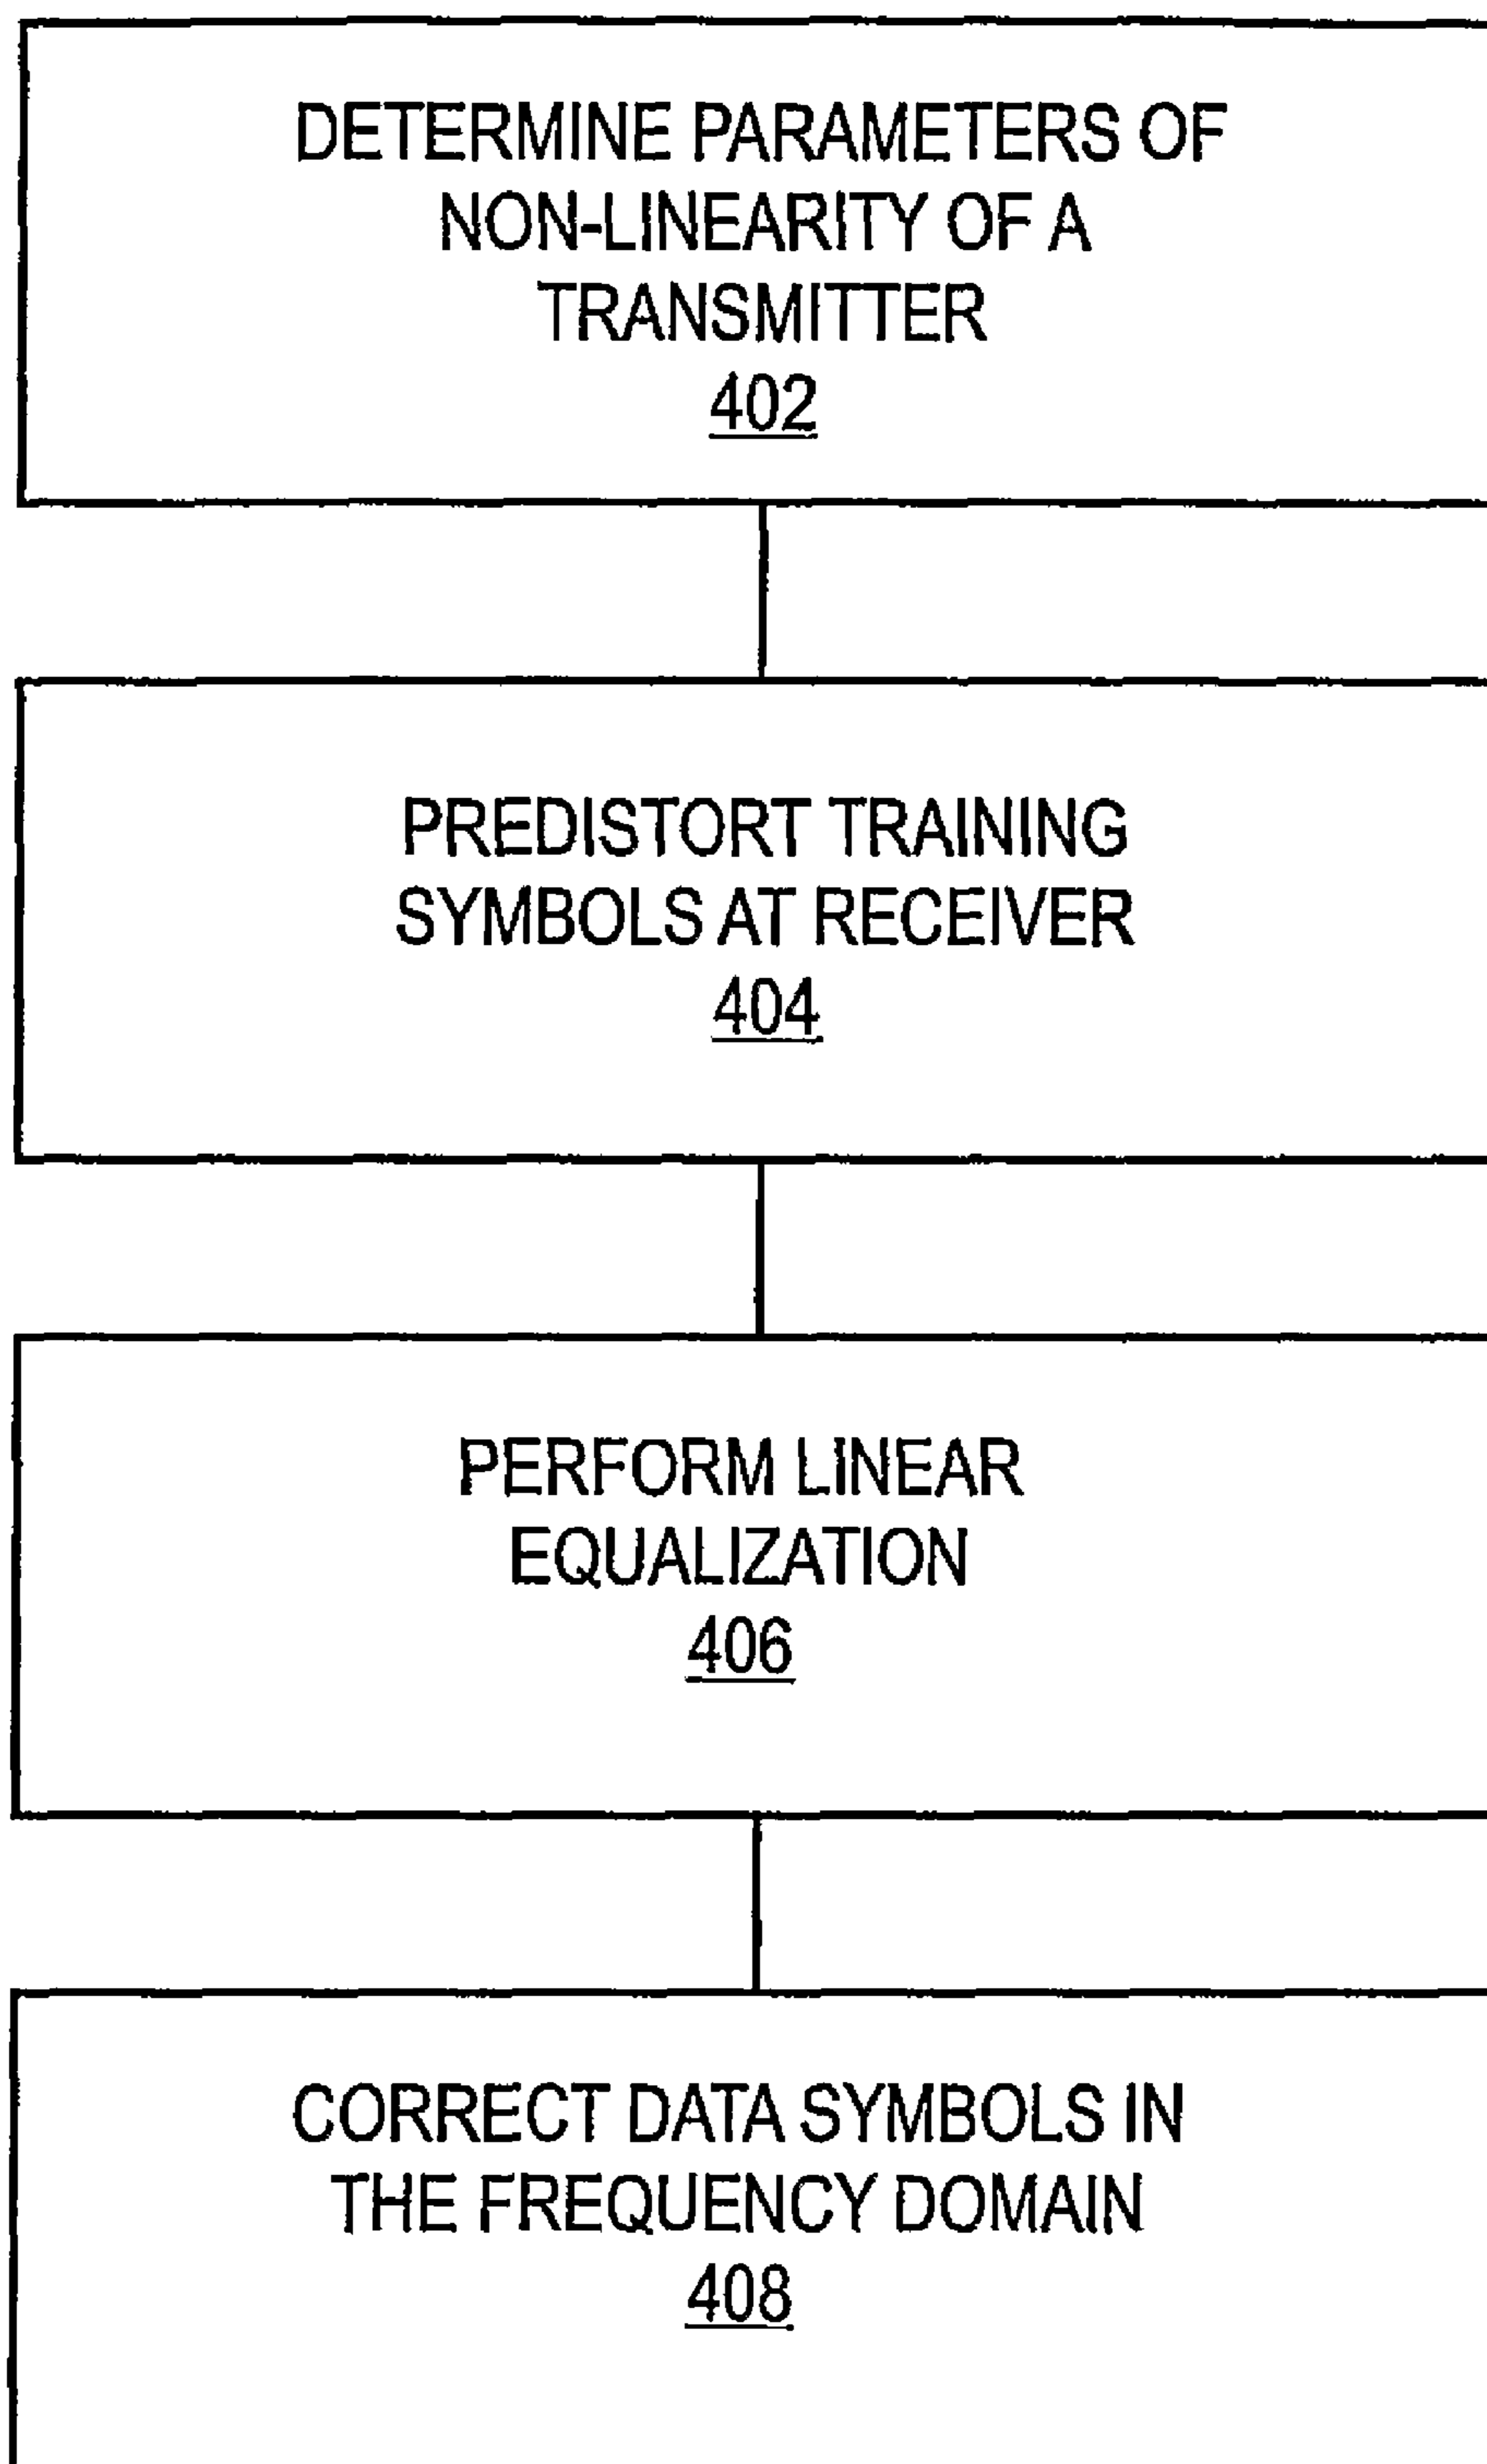 DETERMINE PARAMETERS OF
NON-LINEARITY OF A
TRANSMITTER
402
PREDISTORT TRAINING
SYMBOLS AT RECEIVER
404
PERFORM LINEAR
EQUALIZATION
406
CORRECT DATA SYMBOLS IN
THE FREQUENCY DOMAIN
408